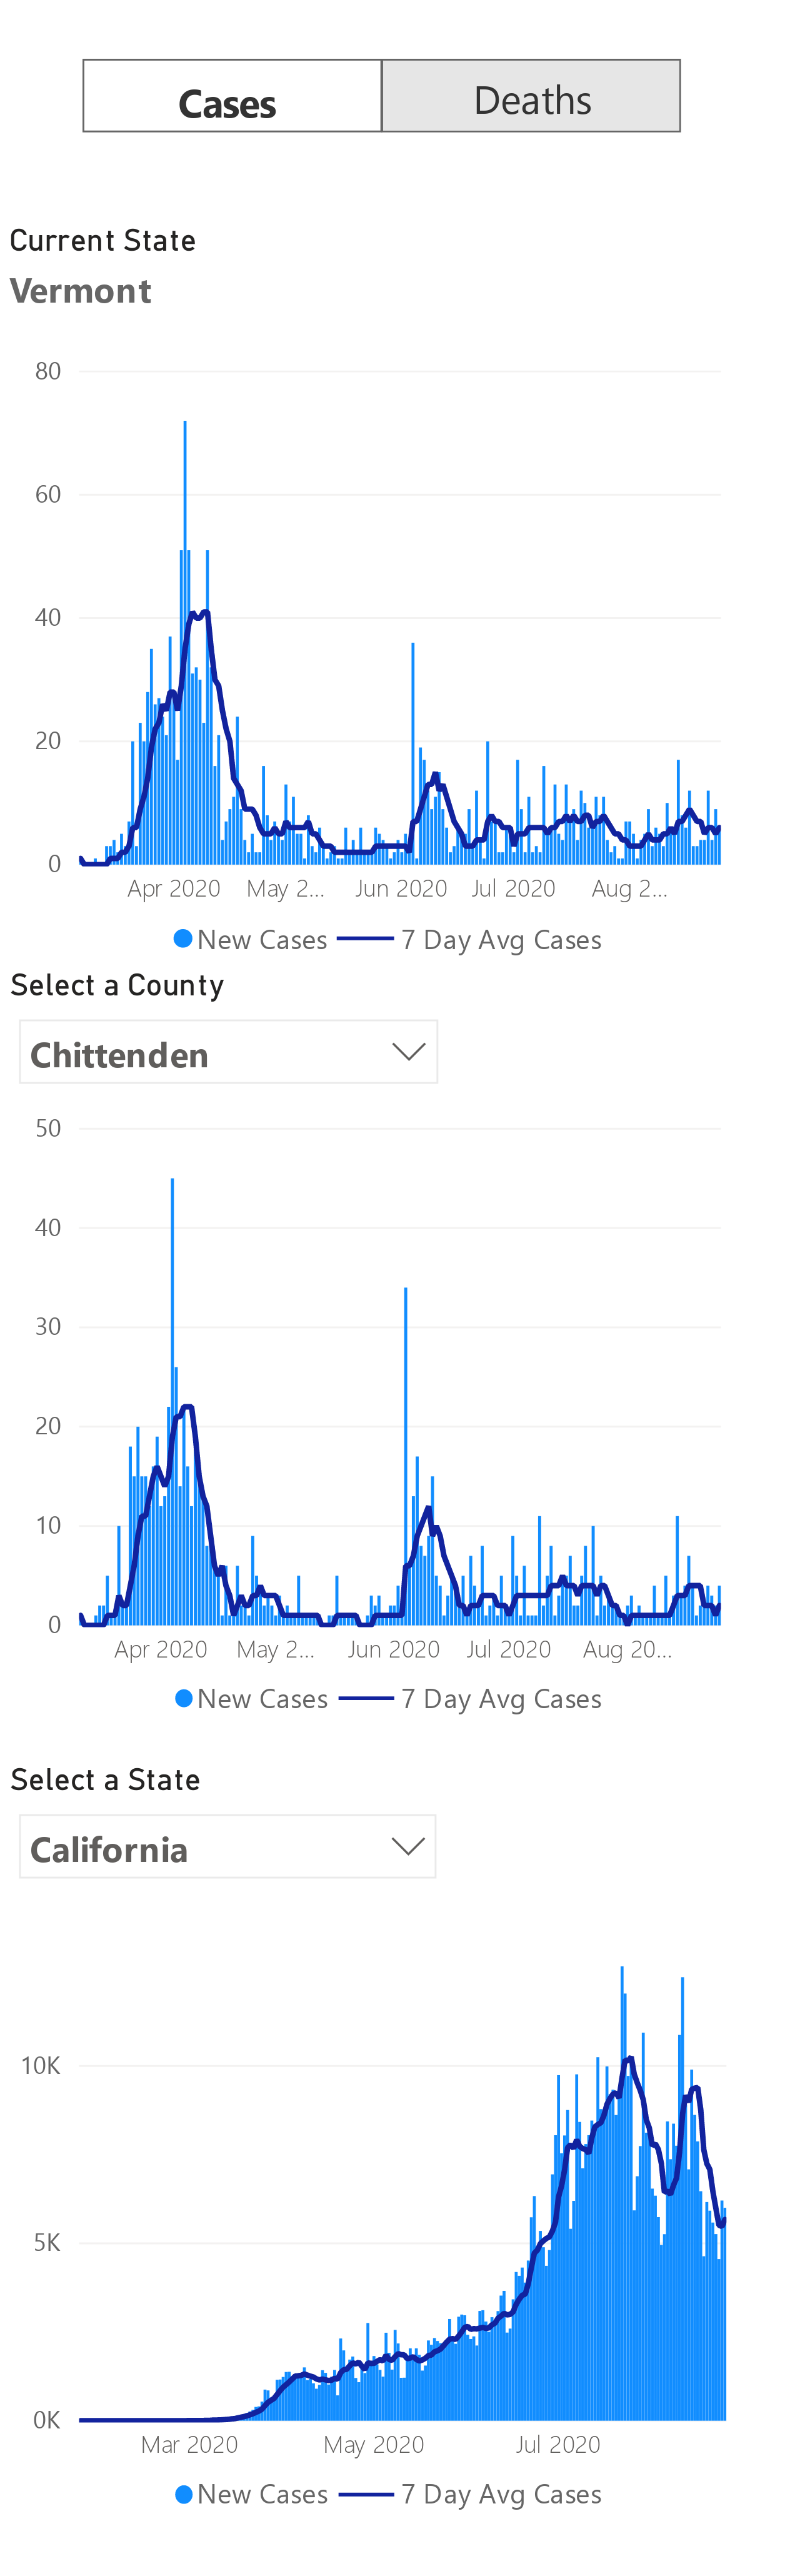 Cases Deaths
Current State
Vermont
80
60
40
20
0
Apr 2020 May 2... Jun 2020 Jul 2020 Aug 2...
New Cases 7 Day Avg Cases
Select a County
Chittenden
50
40
30
20
10
0
Apr 2020 May 2... Jun 2020 Jul 2020 Aug 20...
New Cases 7 Day Avg Cases
Select a State
California
10K
5K
0K
Mar 2020 May 2020 Jul 2020
New Cases 7 Day Avg Cases